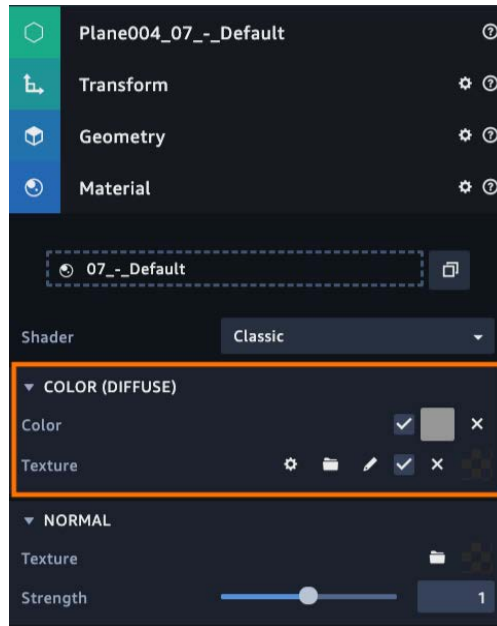 Plane004_07_-_Default
Transform
Geometry
Material
07_-_Default
Shader Classic
COLOR (DIFFUSE)
Color
Texture
NORMAL
Texture
Strength 1